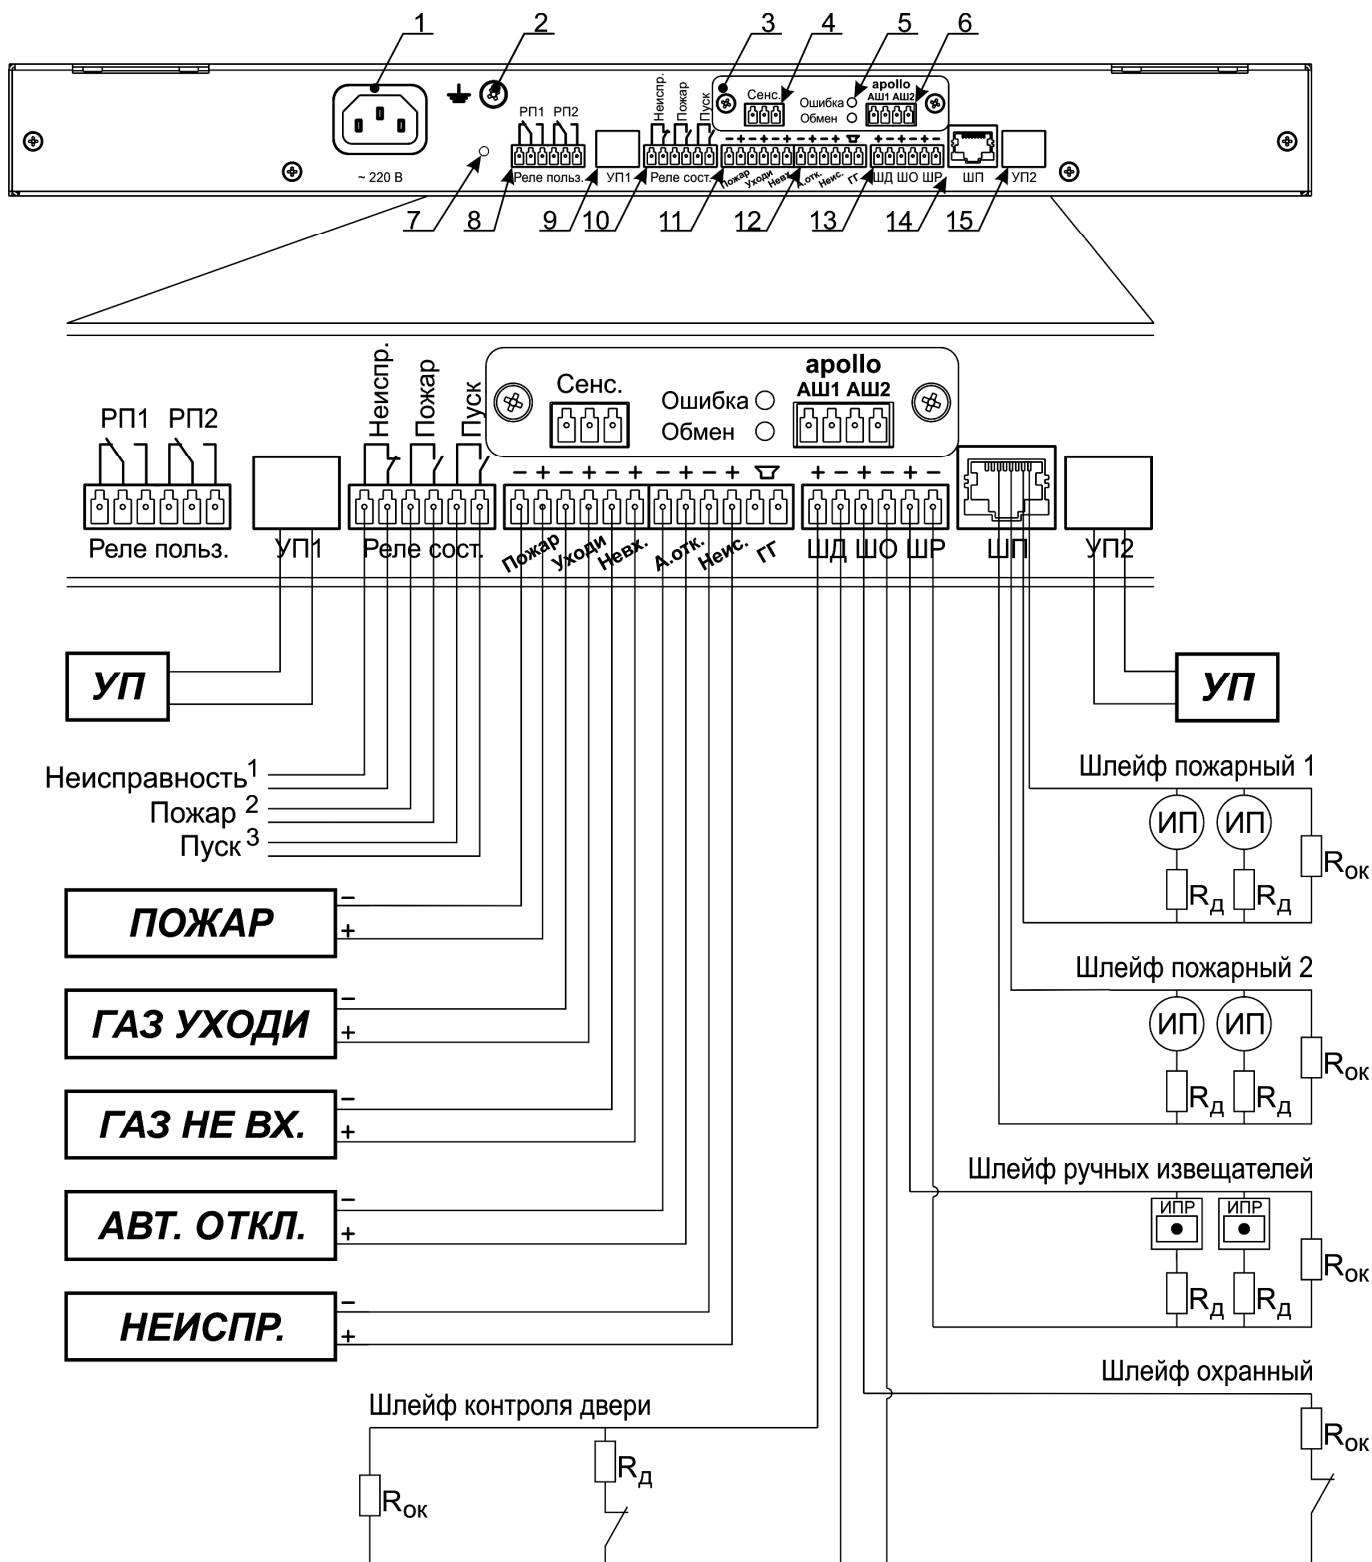 1 2 3 4 5 6
Неиспр. Пожар Пуск
apollo
Сенс. Ошибка АШ1 АШ2
Обмен
РП1 РП2
- + - + - + - + - + + - + - + -
~ 220 В Реле польз. УП1 Реле сост. Пожар Уходи Невх. А.отк. Неис. ГГ ШД ШО ШР ШП УП2
7 8 9 10 11 12 13 14 15
Неиспр. Пожар Пуск
apollo
Сенс. Ошибка АШ1 АШ2
Обмен
РП1 РП2
- + - + - + - + - + + - + - + -
Реле польз. УП1 Реле сост. Пожар Уходи Невх. А.отк. Неис. ГГ ШД ШО ШР ШП УП2
УП УП
Неисправность 1
Пожар 2
Пуск 3
ПОЖАР - +
ГАЗ УХОДИ - +
ГАЗ НЕ ВХ. - +
АВТ. ОТКЛ. - +
НЕИСПР. - +
Шлейф пожарный 1
ИП ИП Rок
Rд Rд
Шлейф пожарный 2
ИП ИП Rок
Rд Rд
Шлейф ручных извещателей
ИПР ИПР
Rок
Rд Rд
Шлейф охранный
Rок
Шлейф контроля двери
Rд
Rок